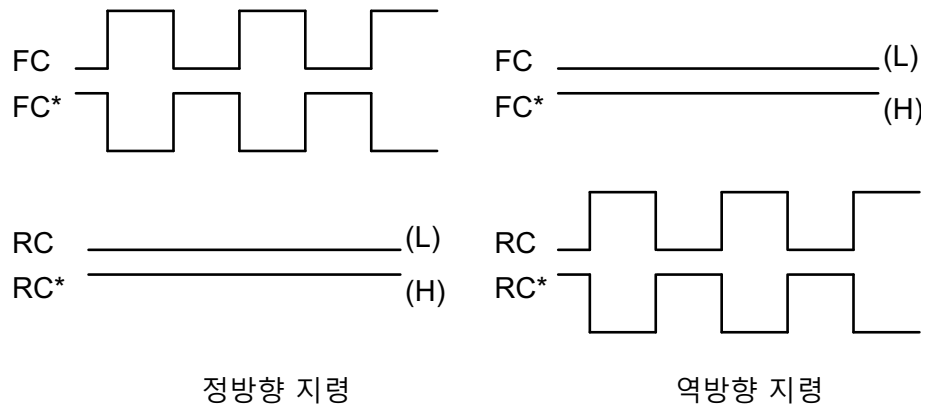 FC
FC*
RC (L)
RC* (H)
정방향 지령
FC (L)
FC* (H)
RC
RC*
역방향 지령